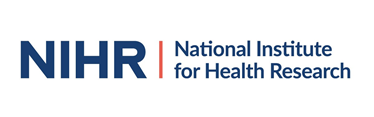 NIHR
National Institute
for Health Research